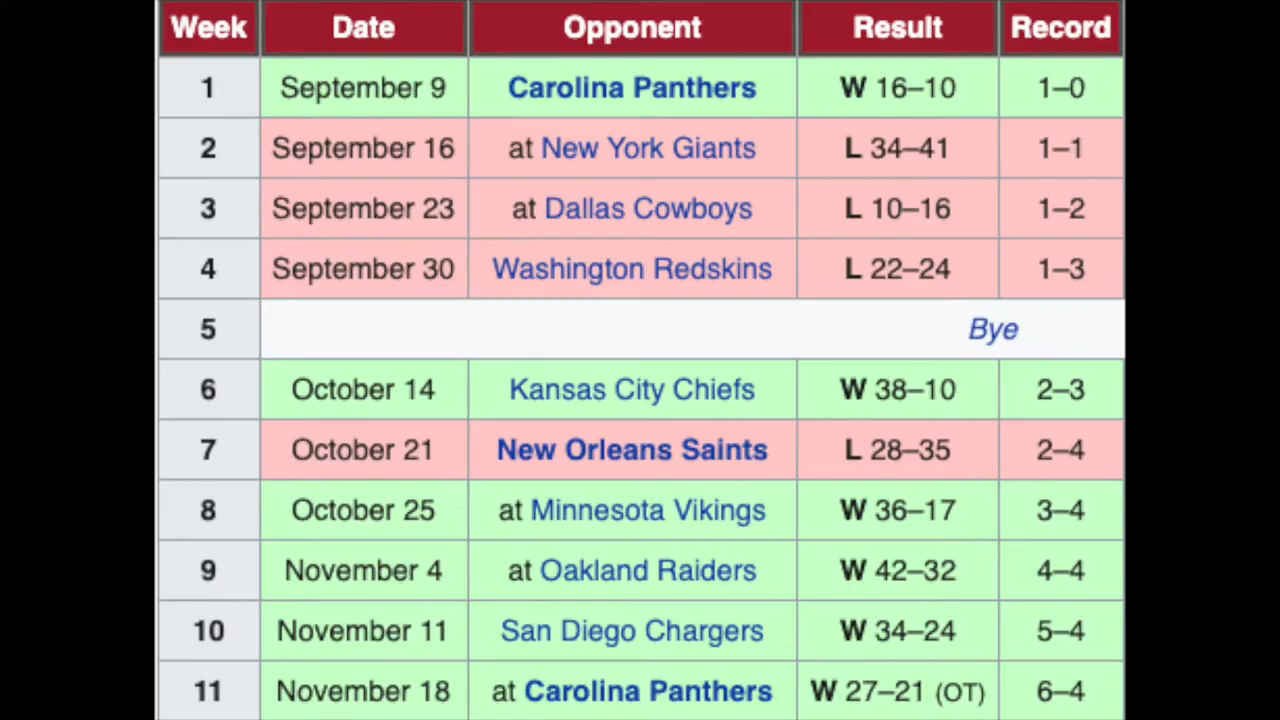 Week Date Opponent Result Record
1 September 9 Carolina Panthers W 16–10 1–0
2 September 16 at New York Giants L 34–41 1–1
3 September 23 at Dallas Cowboys L 10–16 1–2
4 September 30 Washington Redskins L 22–24 1–3
5 Bye
6 October 14 Kansas City Chiefs W 38–10 2–3
7 October 21 New Orleans Saints L 28–35 2–4
8 October 25 at Minnesota Vikings W 36–17 3–4
9 November 4 at Oakland Raiders W 42–32 4–4
10 November 11 San Diego Chargers W 34–24 5–4
11 November 18 at Carolina Panthers W 27–21 (OT) 6–4